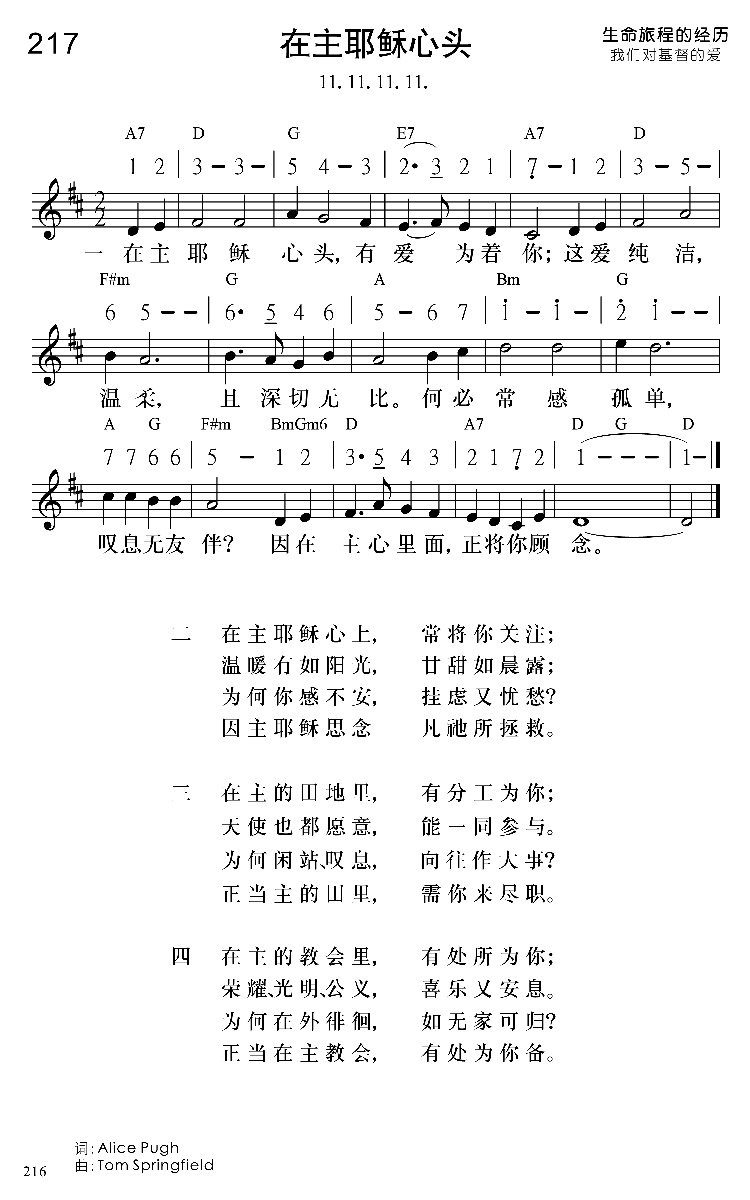 217
在主耶稣心头
生命旅程的经历
我们对基督的爱
11. 11. 11. 11.
A7 D G E7 A7 D
1 2 | 3 – 3 – | 5 4 – 3 | 2· 3 2 1 | 7 – 1 2 | 3 – 5 – |
2
2
一 在 主 耶 稣 心 头, 有 爱 为 着 你; 这 爱 纯 洁,
F#m G A Bm G
6 5 – – | 6· 5 4 6 | 5 – 6 7 | 1 – 1 – | 2 1 – – |
温 柔, 且 深 切 无 比。何 必 常 感 孤 单,
A G F#m BmGm6 D A7 D G D
7 7 6 6 | 5 – 1 2 | 3· 5 4 3 | 2 1 7 2 | 1 – – – | 1 – ‖
叹息无友 伴? 因在 主心里面, 正将你顾 念。
二 在主耶稣心上, 常将你关注;
温暖有如阳光, 甘甜如晨露;
为何你感不安, 挂虑又忧愁?
因主耶稣思念 凡祂所拯救。
三 在主的田地里, 有分工为你;
天使也都愿意, 能一同参与。
为何闲站、叹息, 向往作大事?
正当主的田里, 需你来尽职。
四 在主的教会里, 有处所为你;
荣耀、光明、公义, 喜乐又安息。
为何在外徘徊, 如无家可归?
正当在主教会, 有处为你备。
词: Alice Pugh
曲: Tom Springfield
216